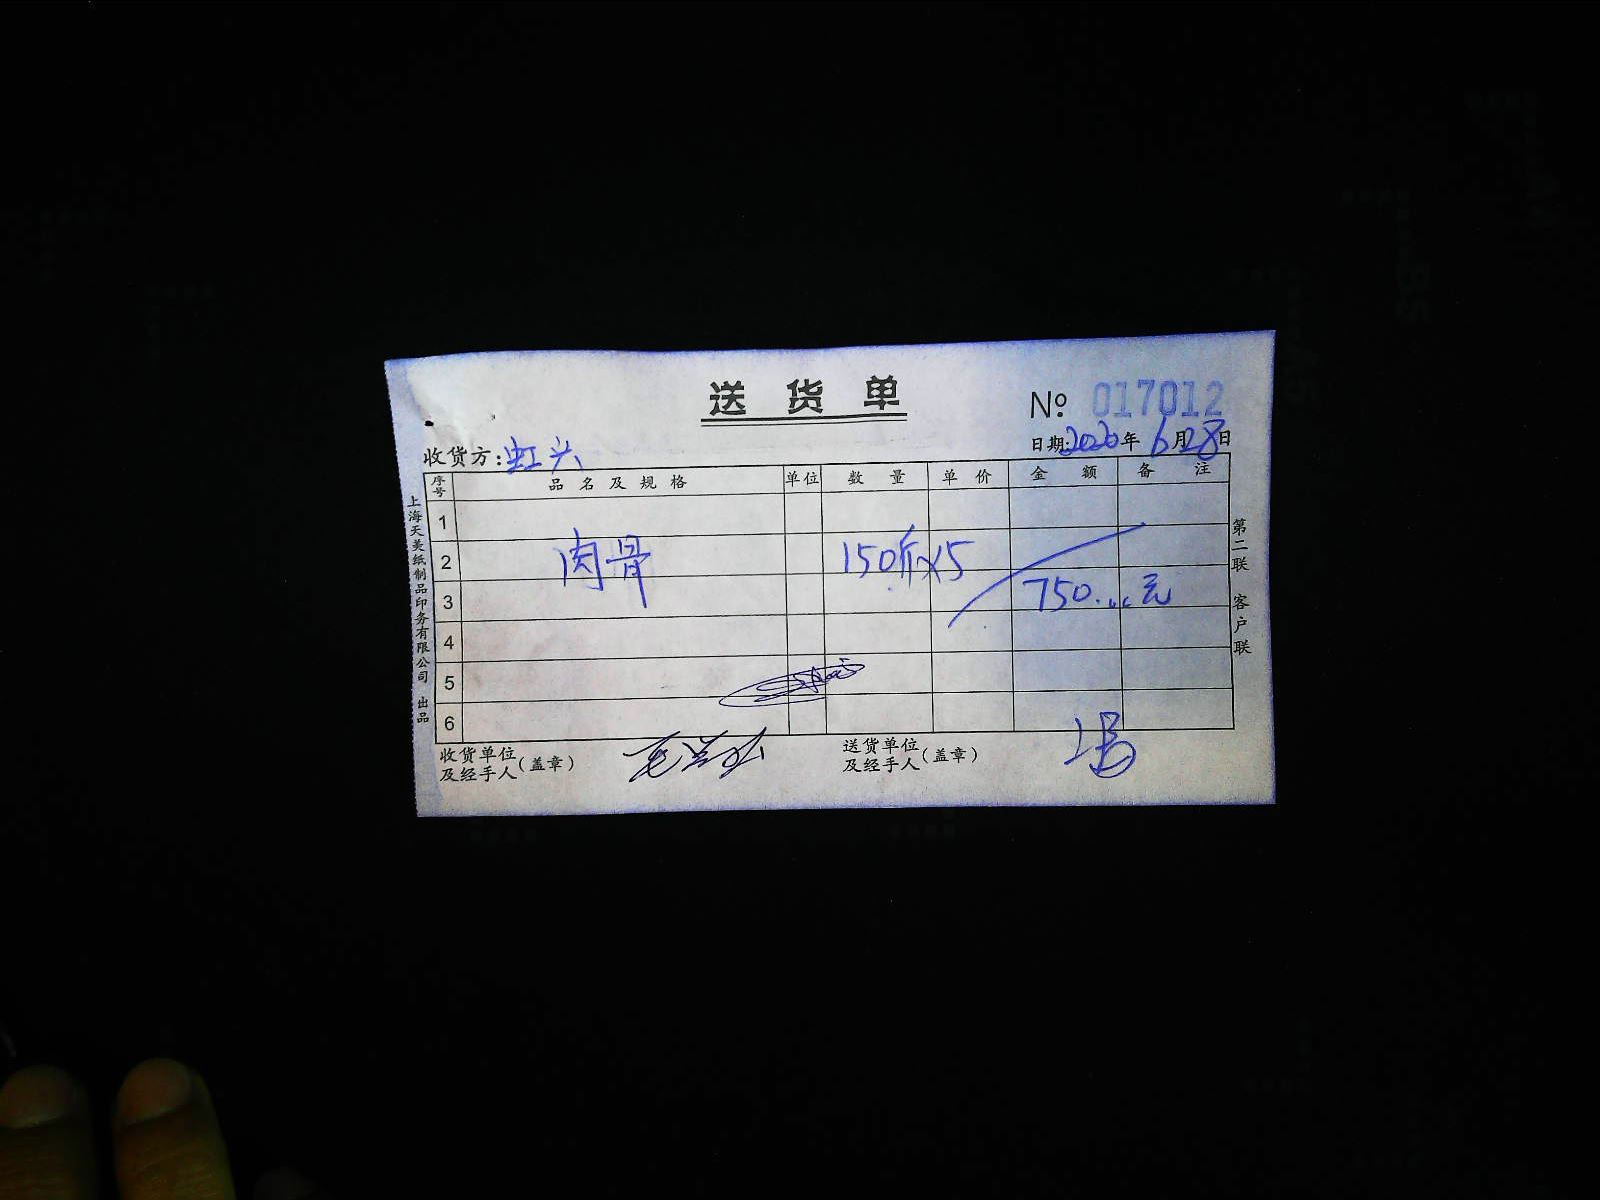 送货单
№ 017012
收货方: 虹兴 日期: 2020年6月28日
序号 品名及规格 单位 数量 单价 金额 备注
1
2 肉骨 150斤×5
3 750.00元
4
5
6
收货单位及经手人(盖章) 送货单位及经手人(盖章)
上海天美纸制品印务有限公司 出品
第二联 客户联